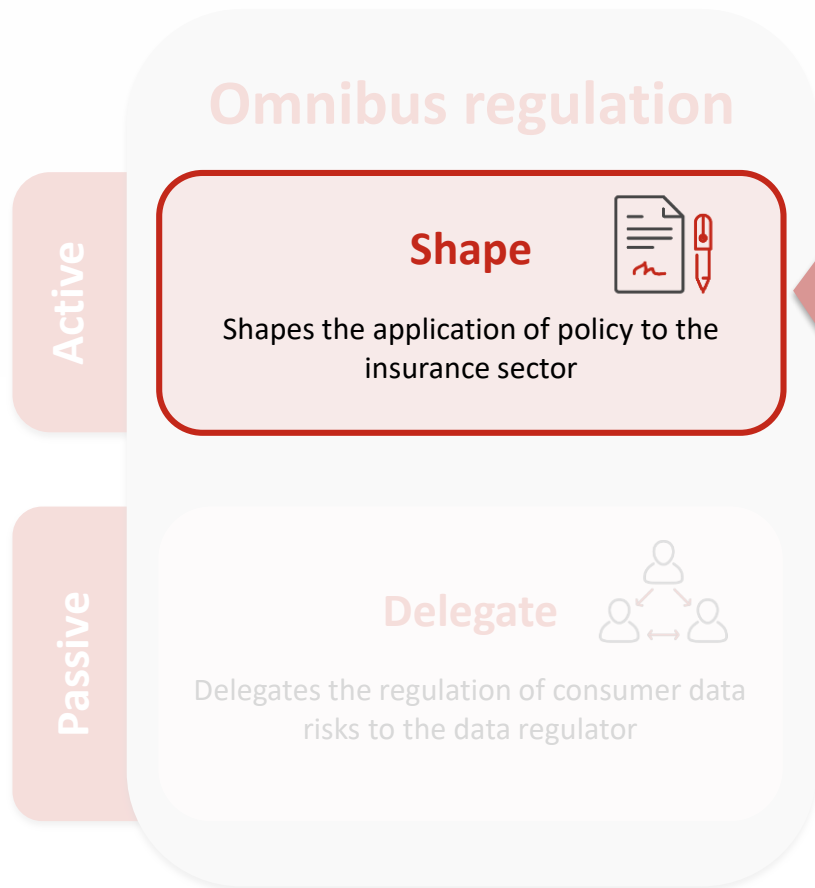 Omnibus regulation
Active
Shape
Shapes the application of policy to the
insurance sector
Passive
Delegate
Delegates the regulation of consumer data
risks to the data regulator